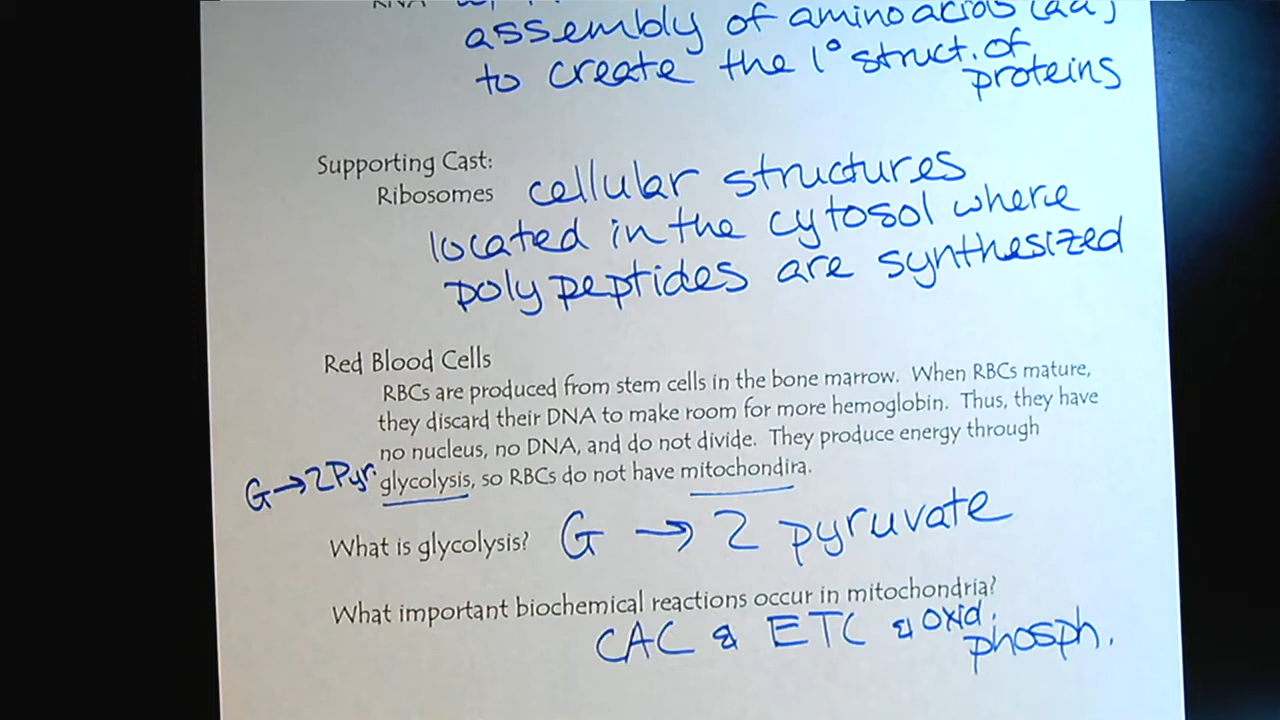 RNA
assembly of amino acids (aa)
to create the 1° struct. of
proteins
Supporting Cast:
Ribosomes cellular structures
located in the cytosol where
polypeptides are synthesized
Red Blood Cells
RBCs are produced from stem cells in the bone marrow. When RBCs mature,
they discard their DNA to make room for more hemoglobin. Thus, they have
no nucleus, no DNA, and do not divide. They produce energy through
G → 2 Pyr. glycolysis, so RBCs do not have mitochondira.
What is glycolysis? G → 2 pyruvate
What important biochemical reactions occur in mitochondria?
CAC & ETC & oxid.
phosph.